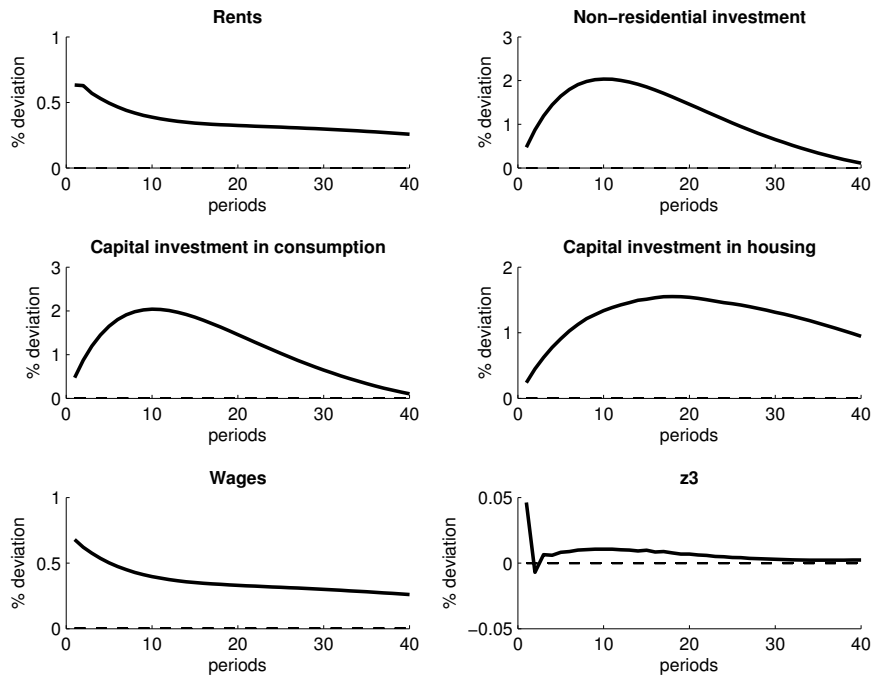 Rents
1
0.5
0
% deviation
0 10 20 30 40
periods
Non−residential investment
3
2
1
0
% deviation
0 10 20 30 40
periods
Capital investment in consumption
3
2
1
0
% deviation
0 10 20 30 40
periods
Capital investment in housing
2
1
0
% deviation
0 10 20 30 40
periods
Wages
1
0.5
0
% deviation
0 10 20 30 40
periods
z3
0.05
0
−0.05
% deviation
0 10 20 30 40
periods